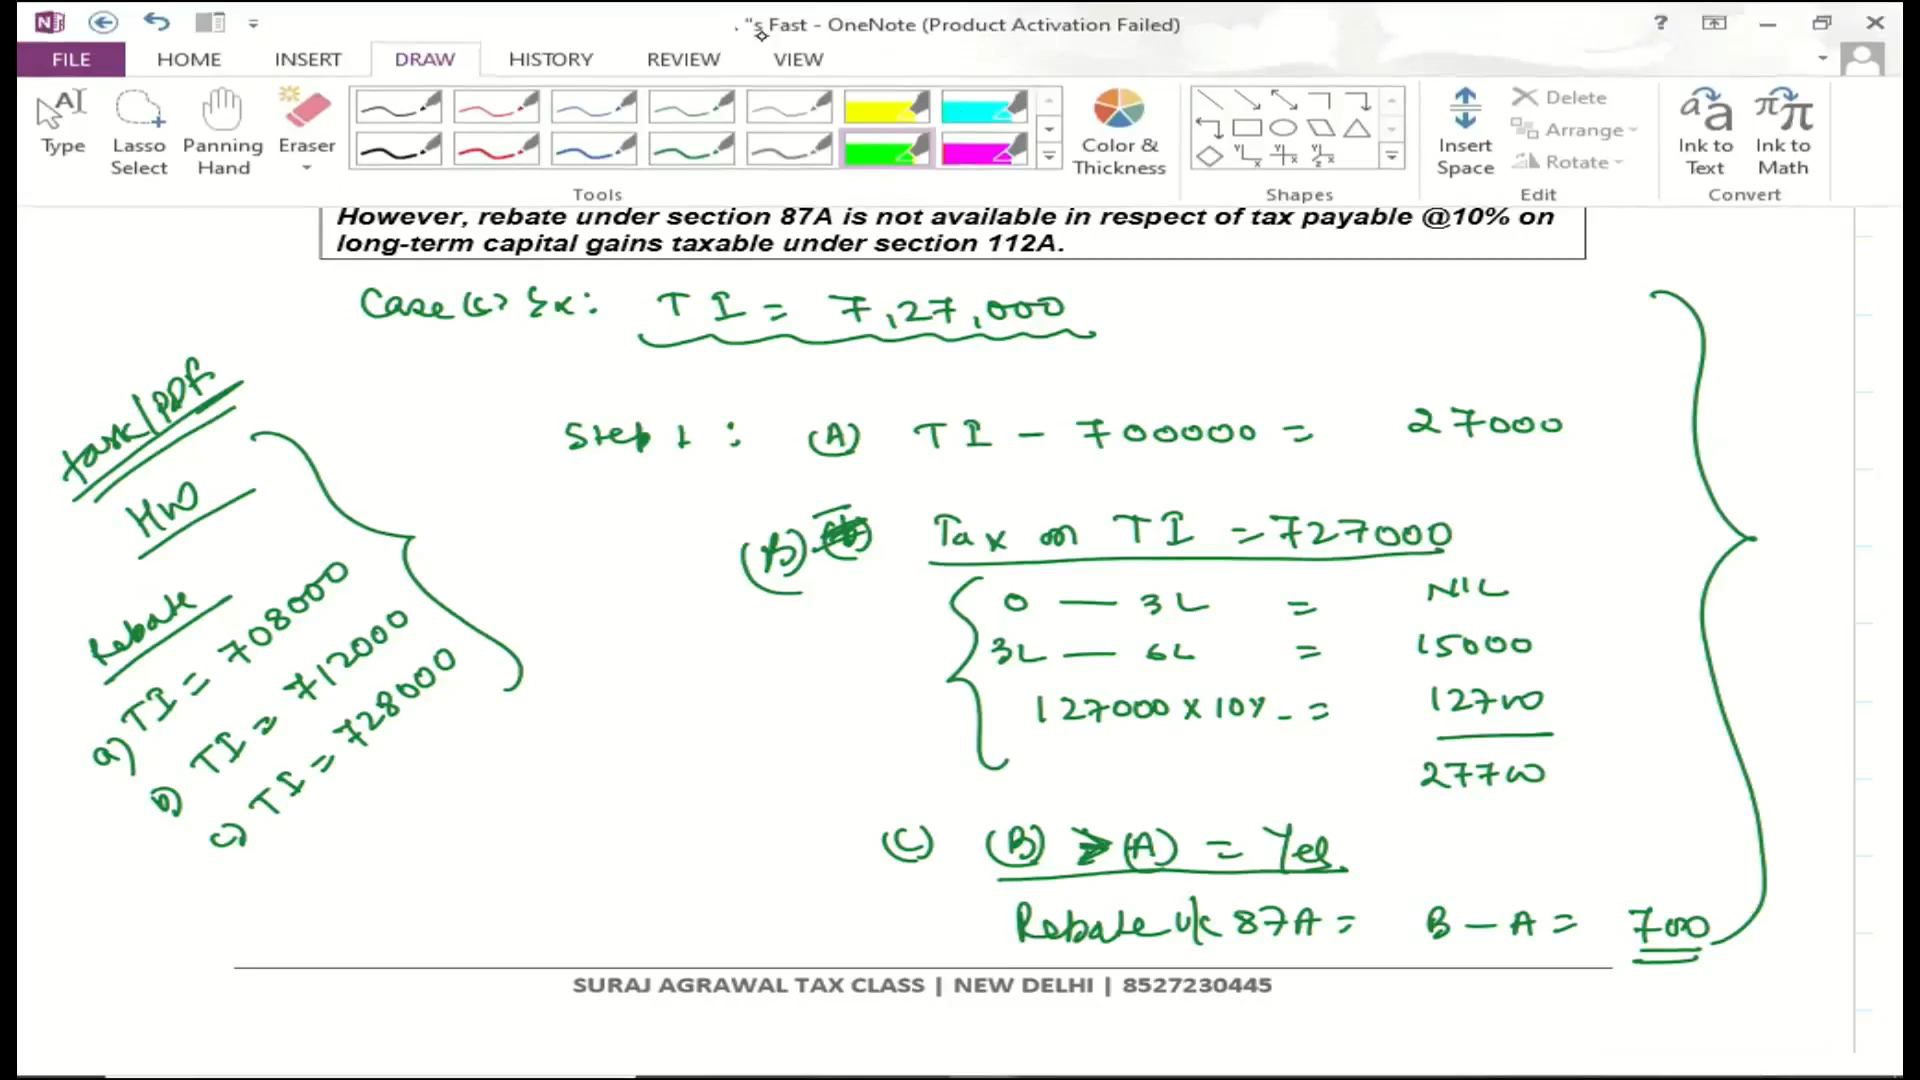 "s Fast - OneNote (Product Activation Failed)
FILE HOME INSERT DRAW HISTORY REVIEW VIEW
Type
Lasso Select
Panning Hand
Eraser
Color & Thickness
Insert Space
Delete
Arrange
Rotate
Ink to Text
Ink to Math
Tools Shapes Edit Convert
However, rebate under section 87A is not available in respect of tax payable @10% on
long-term capital gains taxable under section 112A.
Case (c) Ex: TI = 7,27,000
Step 1 : (A) TI - 700000 = 27000
(B) Tax on TI = 727000
0 — 3L = NIL
3L — 6L = 15000
127000 x 10% = 12700
27700
(C) (B) > (A) = Yes.
Rebate u/s 87A = B - A = 700
task/PDF
HW
Rebate
a) TI = 708000
b) TI = 712000
c) TI = 728000
SURAJ AGRAWAL TAX CLASS | NEW DELHI | 8527230445